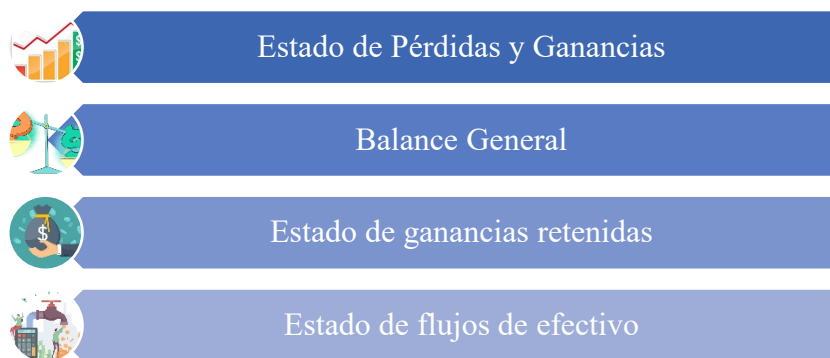 Estado de Pérdidas y Ganancias
Balance General
Estado de ganancias retenidas
Estado de flujos de efectivo